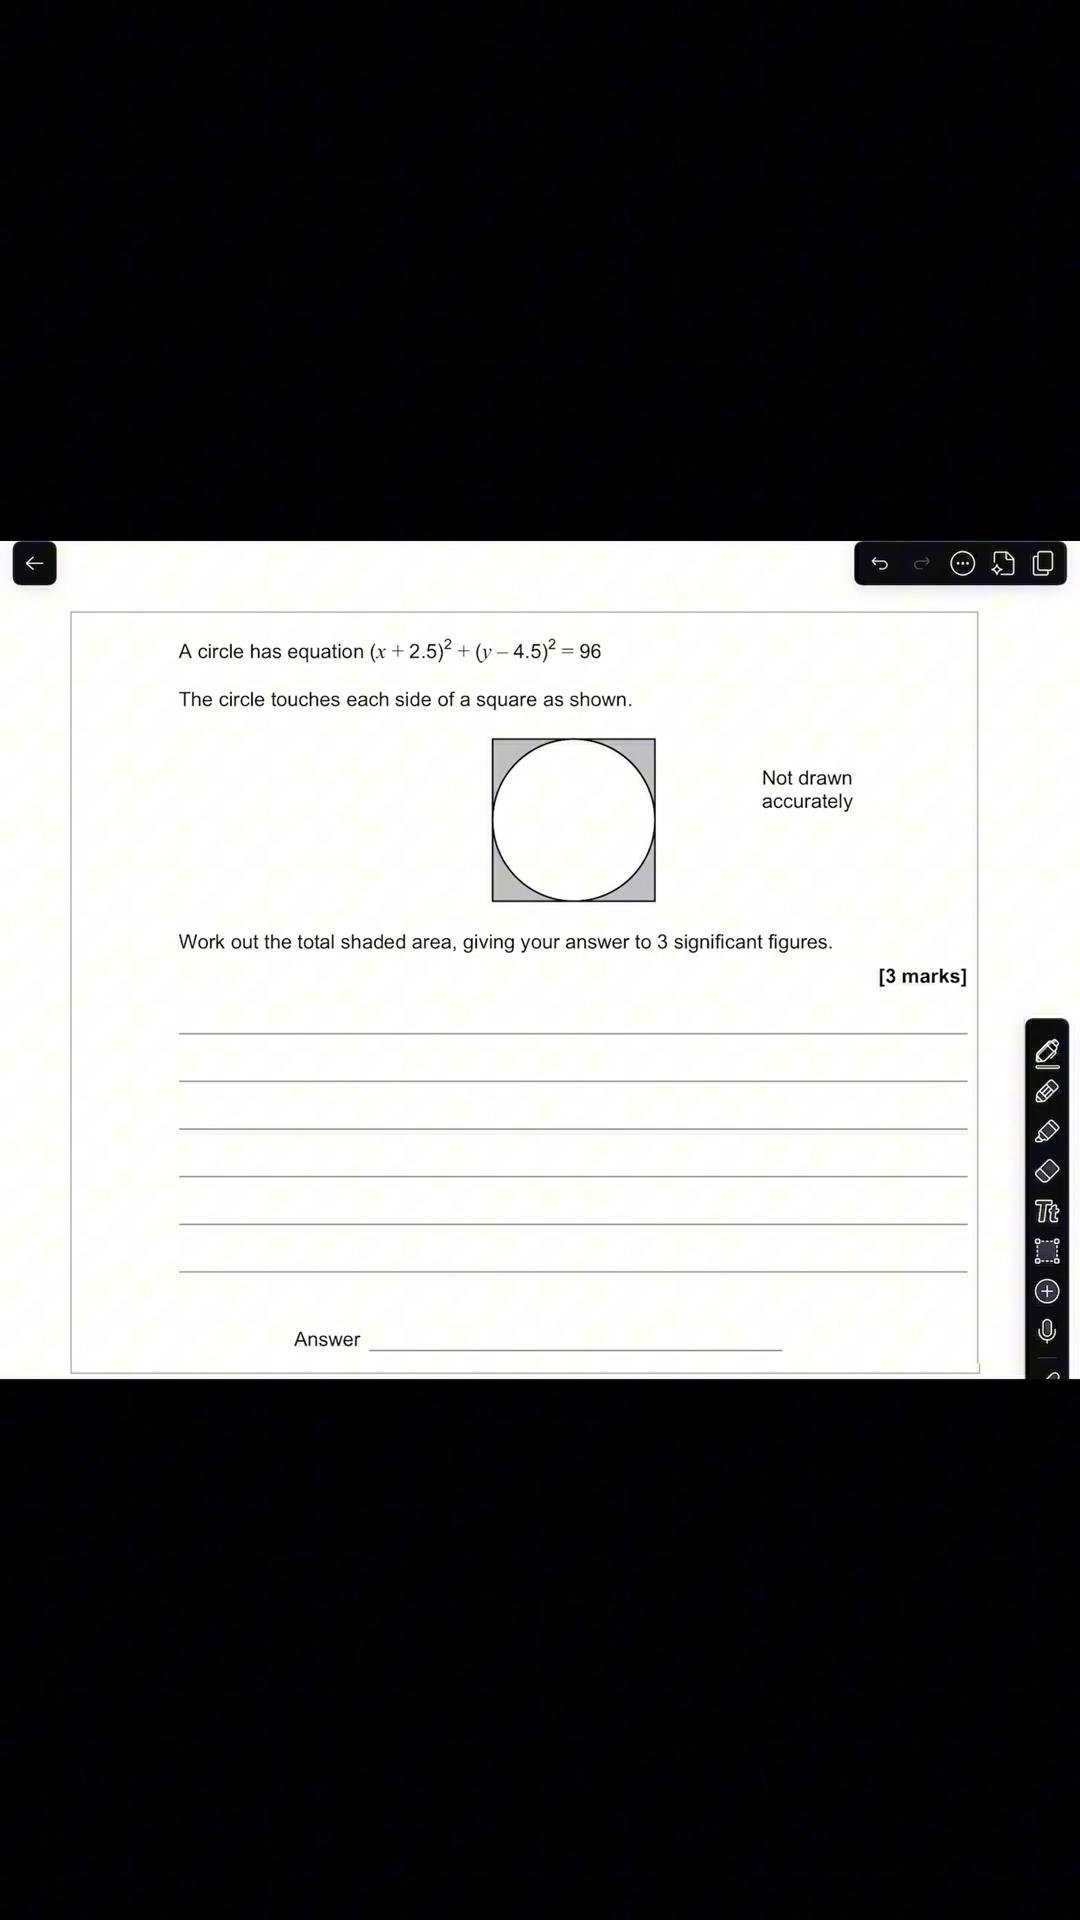 A circle has equation (x + 2.5)² + (y – 4.5)² = 96
The circle touches each side of a square as shown.
Not drawn
accurately
Work out the total shaded area, giving your answer to 3 significant figures.
[3 marks]
Answer
Tt